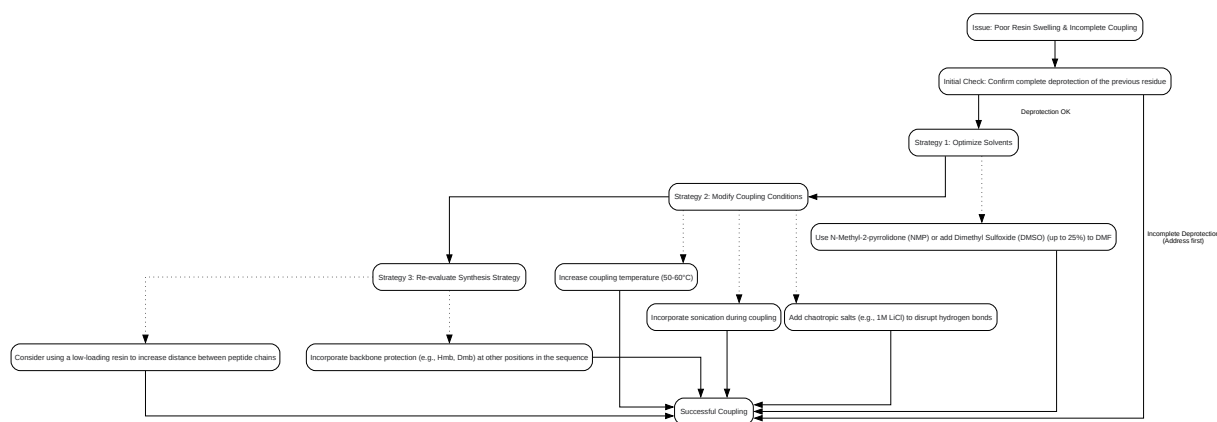 Issue: Poor Resin Swelling & Incomplete Coupling
Initial Check: Confirm complete deprotection of the previous residue
Deprotection OK
Strategy 1: Optimize Solvents
Strategy 2: Modify Coupling Conditions
Use N-Methyl-2-pyrrolidone (NMP) or add Dimethyl Sulfoxide (DMSO) (up to 25%) to DMF
Incomplete Deprotection
(Address first)
Strategy 3: Re-evaluate Synthesis Strategy
Increase coupling temperature (50-60°C)
Incorporate sonication during coupling
Add chaotropic salts (e.g., 1M LiCl) to disrupt hydrogen bonds
Consider using a low-loading resin to increase distance between peptide chains
Incorporate backbone protection (e.g., Hmb, Dmb) at other positions in the sequence
Successful Coupling